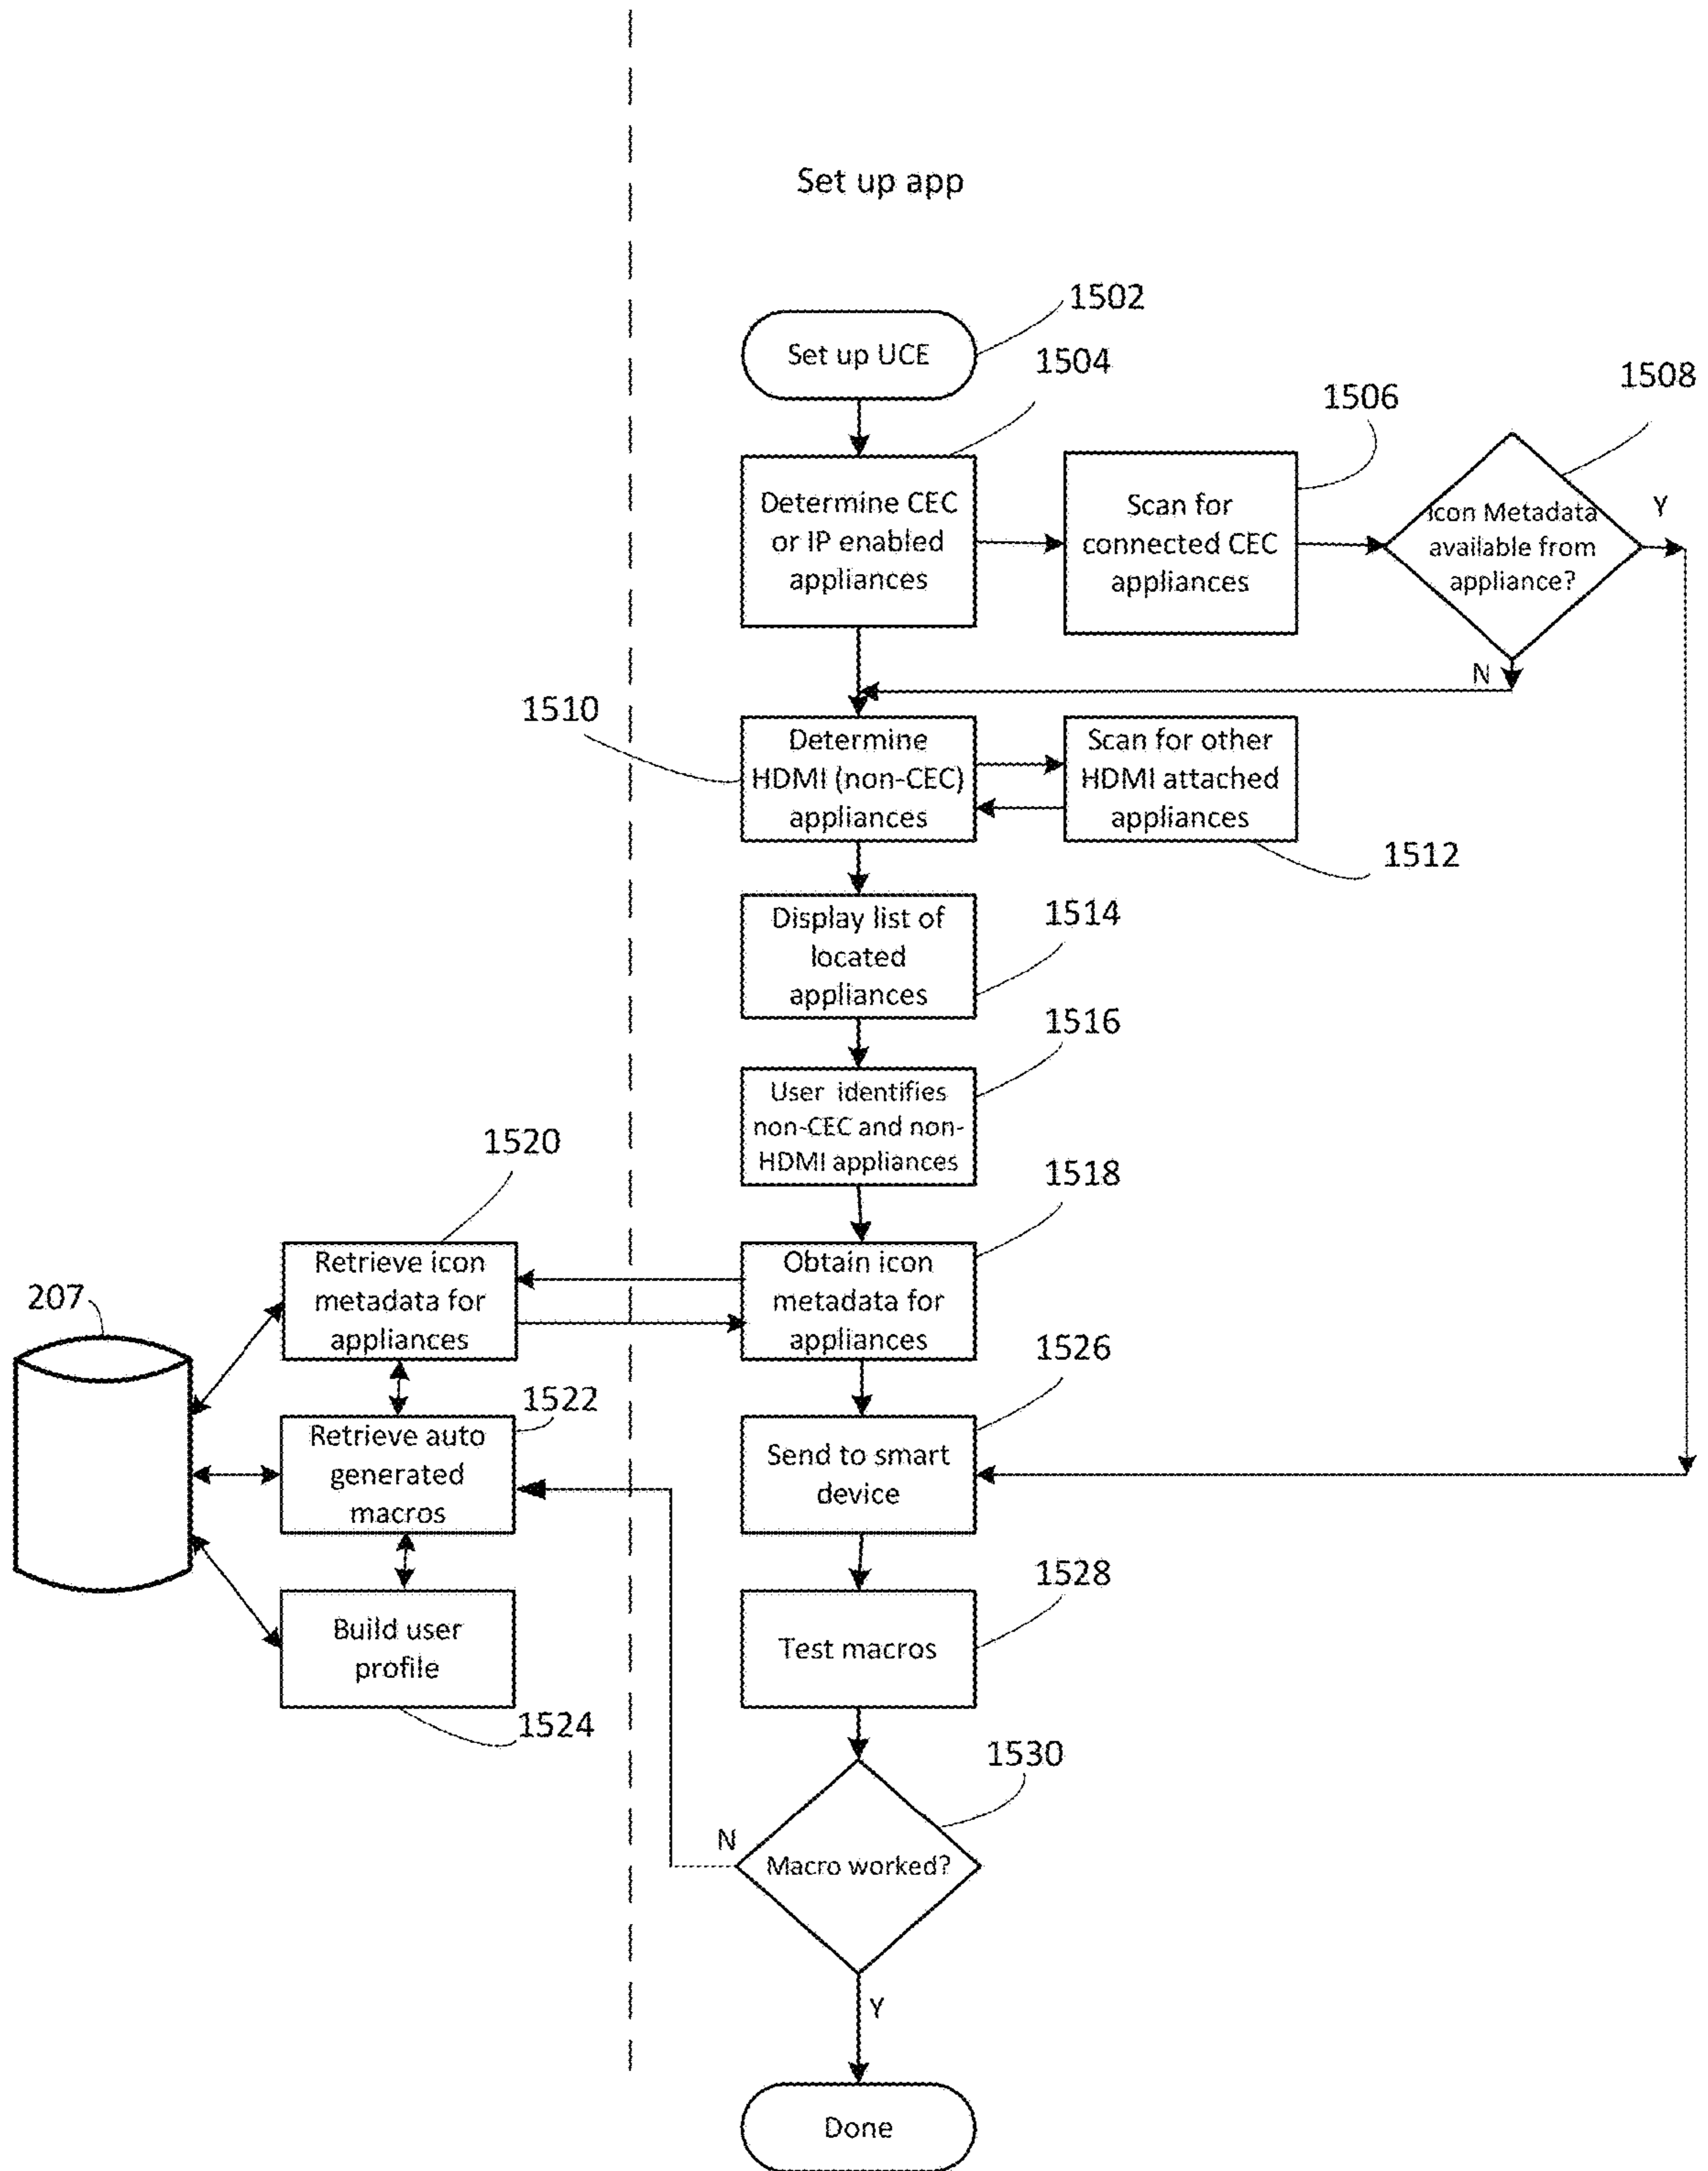 Set up app
1502
Set up UCE
1504
1506
1508
Determine CEC
or IP enabled
appliances
Scan for
connected CEC
appliances
Icon Metadata
available from
appliance?
Y
N
1510
Determine
HDMI (non-CEC)
appliances
Scan for other
HDMI attached
appliances
1512
Display list of
located
appliances
1514
1516
User identifies
non-CEC and non-
HDMI appliances
1520
1518
Retrieve icon
metadata for
appliances
Obtain icon
metadata for
appliances
207
1526
1522
Retrieve auto
generated
macros
Send to smart
device
1528
Build user
profile
Test macros
1524
1530
N
Macro worked?
Y
Done